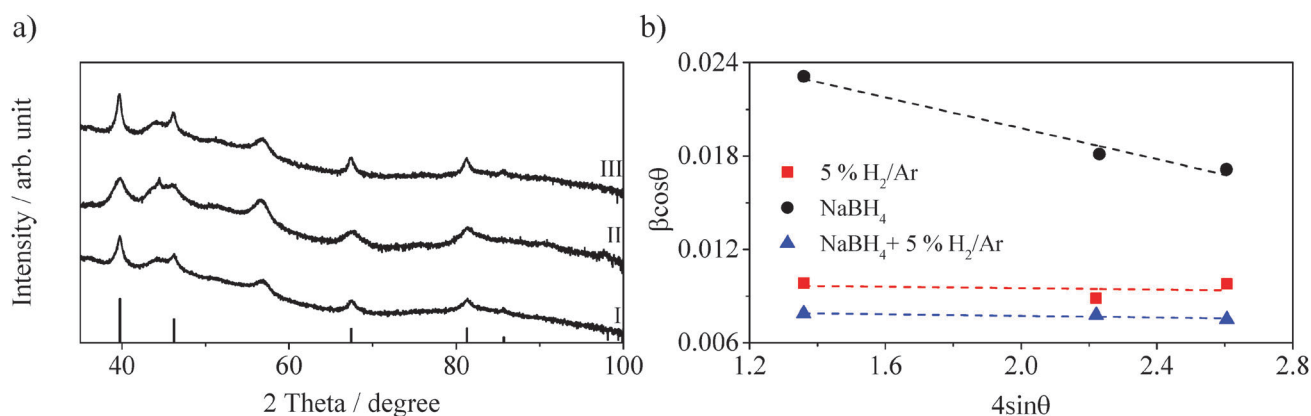 a)
Intensity / arb. unit
III
II
I
40
60
80
100
2 Theta / degree
b)
βcosθ
0.024
0.018
0.012
0.006
5 % H₂/Ar
NaBH₄
NaBH₄+ 5 % H₂/Ar
1.2
1.6
2.0
2.4
2.8
4sinθ